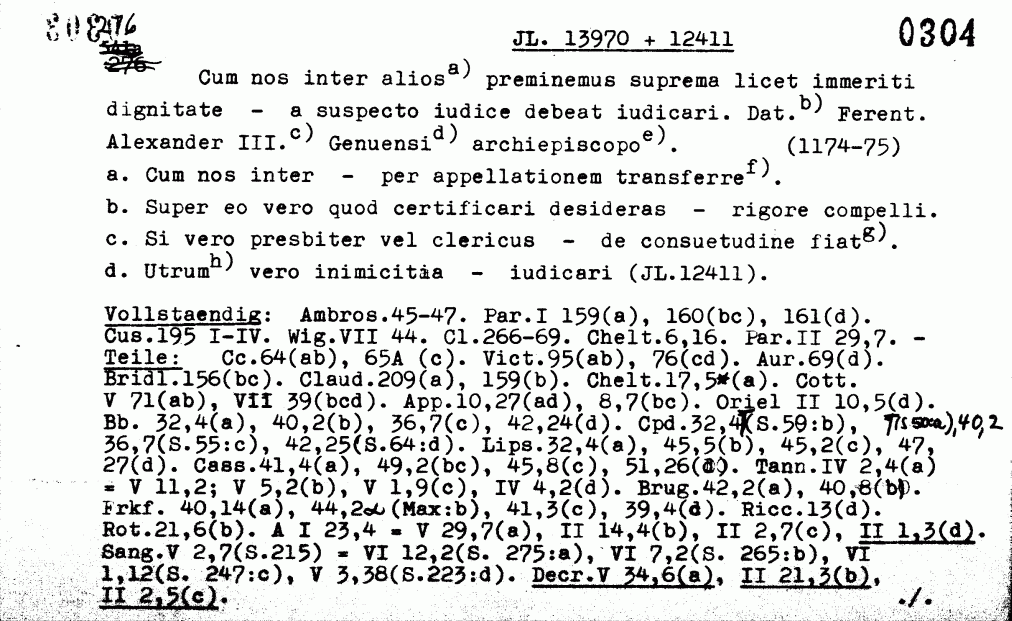 2476 JL. 13970 + 12411 0304
276
Cum nos inter alios a) preminemus suprema licet immeriti
dignitate - a suspecto iudice debeat iudicari. Dat. b) Ferent.
Alexander III. c) Genuensi d) archiepiscopo e). (1174-75)
a. Cum nos inter - per appellationem transferre f).
b. Super eo vero quod certificari desideras - rigore compelli.
c. Si vero presbiter vel clericus - de consuetudine fiat g).
d. Utrum h) vero inimicitia - iudicari (JL.12411).
Vollstaendig: Ambros.45-47. Par.I 159(a), 160(bc), 161(d).
Cus.195 I-IV. Wig.VII 44. Cl.266-69. Chelt.6,16. Par.II 29,7. -
Teile: Cc.64(ab), 65A (c). Vict.95(ab), 76(cd). Aur.69(d).
Bridl.156(bc). Claud.209(a), 159(b). Chelt.17,5*(a). Cott.
V 71(ab), VII 39(bcd). App.10,27(ad), 8,7(bc). Oriel II 10,5(d).
Bb. 32,4(a), 40,2(b), 36,7(c), 42,24(d). Cpd.32,4 (S.59:b), 40,2
36,7(S.55:c), 42,25(S.64:d). Lips.32,4(a), 45,5(b), 45,2(c), 47,
27(d). Cass.41,4(a), 49,2(bc), 45,8(c), 51,26(d). Tann.IV 2,4(a)
= V 11,2; V 5,2(b), V 1,9(c), IV 4,2(d). Brug.42,2(a), 40,8(b).
Frkf. 40,14(a), 44,2 (Max:b), 41,3(c), 39,4(d). Ricc.13(d).
Rot.21,6(b). A I 23,4 = V 29,7(a), II 14,4(b), II 2,7(c), II 1,3(d).
Sang.V 2,7(S.215) = VI 12,2(S. 275:a), VI 7,2(S. 265:b), VI
1,12(S. 247:c), V 3,38(S.223:d). Decr.V 34,6(a), II 21,3(b),
II 2,5(c). ./.